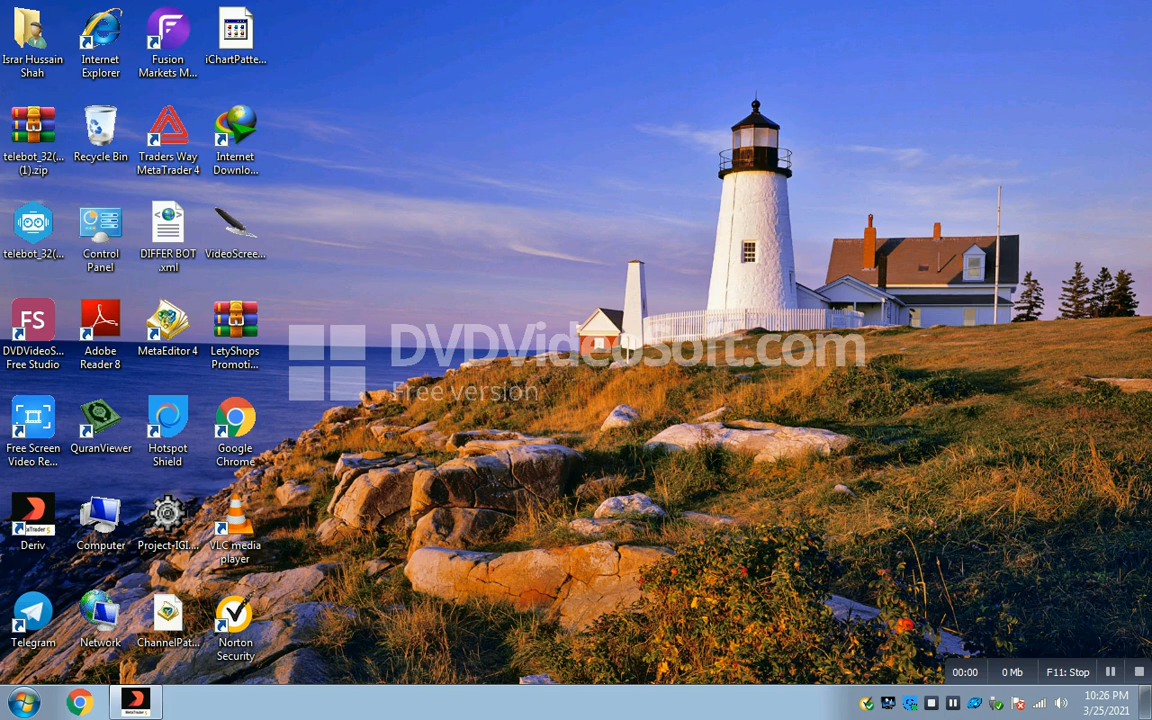 Israr Hussain
Shah
Internet
Explorer
Fusion
Markets M...
iChartPatte...
telebot_32(...
(1).zip
Recycle Bin
Traders Way
MetaTrader 4
Internet
Downlo...
telebot_32(...
Control
Panel
DIFFER BOT
.xml
VideoScree...
FS
DVDVideoS...
Free Studio
Adobe
Reader 8
MetaEditor 4
LetyShops
Promoti...
DVDVideoSoft.com
Free version
Free Screen
Video Re...
QuranViewer
Hotspot
Shield
Google
Chrome
Deriv
Computer
Project-IGI....
VLC media
player
Telegram
Network
ChannelPat...
Norton
Security
00:00
0 Mb
F11: Stop
MetaTrader 5
10:26 PM
3/25/2021